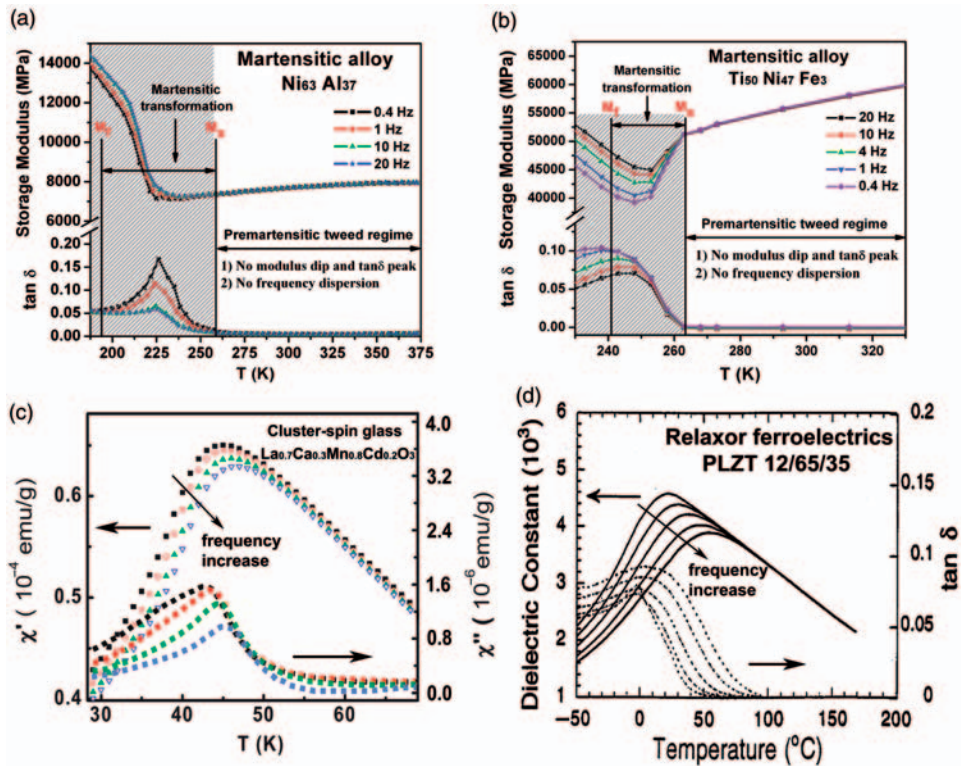 (a)
Martensitic alloy
Ni63 Al37
Martensitic
transformation
Ms
0.4 Hz
1 Hz
10 Hz
20 Hz
Premartensitic tweed regime
1) No modulus dip and tanδ peak
2) No frequency dispersion
Storage Modulus (MPa)
14000
12000
10000
8000
6000
tan δ
0.20
0.15
0.10
0.05
0.00
200 225 250 275 300 325 350 375
T (K)
(b)
Martensitic alloy
Ti50 Ni47 Fe3
Martensitic
transformation
Mf
Ms
20 Hz
10 Hz
4 Hz
1 Hz
0.4 Hz
Premartensitic tweed regime
1) No modulus dip and tanδ peak
2) No frequency dispersion
Storage Modulus (MPa)
65000
60000
55000
50000
45000
40000
tan δ
0.15
0.10
0.05
0.00
240 260 280 300 320
T (K)
(c)
Cluster-spin glass
La0.7Ca0.3Mn0.8Cd0.2O3
frequency
increase
χ' ( 10⁻⁴ emu/g)
0.6
0.5
0.4
χ'' ( 10⁻⁶ emu/g)
4.0
3.2
2.4
1.6
0.8
0.0
30 40 50 60
T (K)
(d)
Relaxor ferroelectrics
PLZT 12/65/35
frequency
increase
Dielectric Constant (10³)
6
5
4
3
2
1
tan δ
0.2
0.15
0.1
0.05
0
−50 0 50 100 150 200
Temperature (°C)